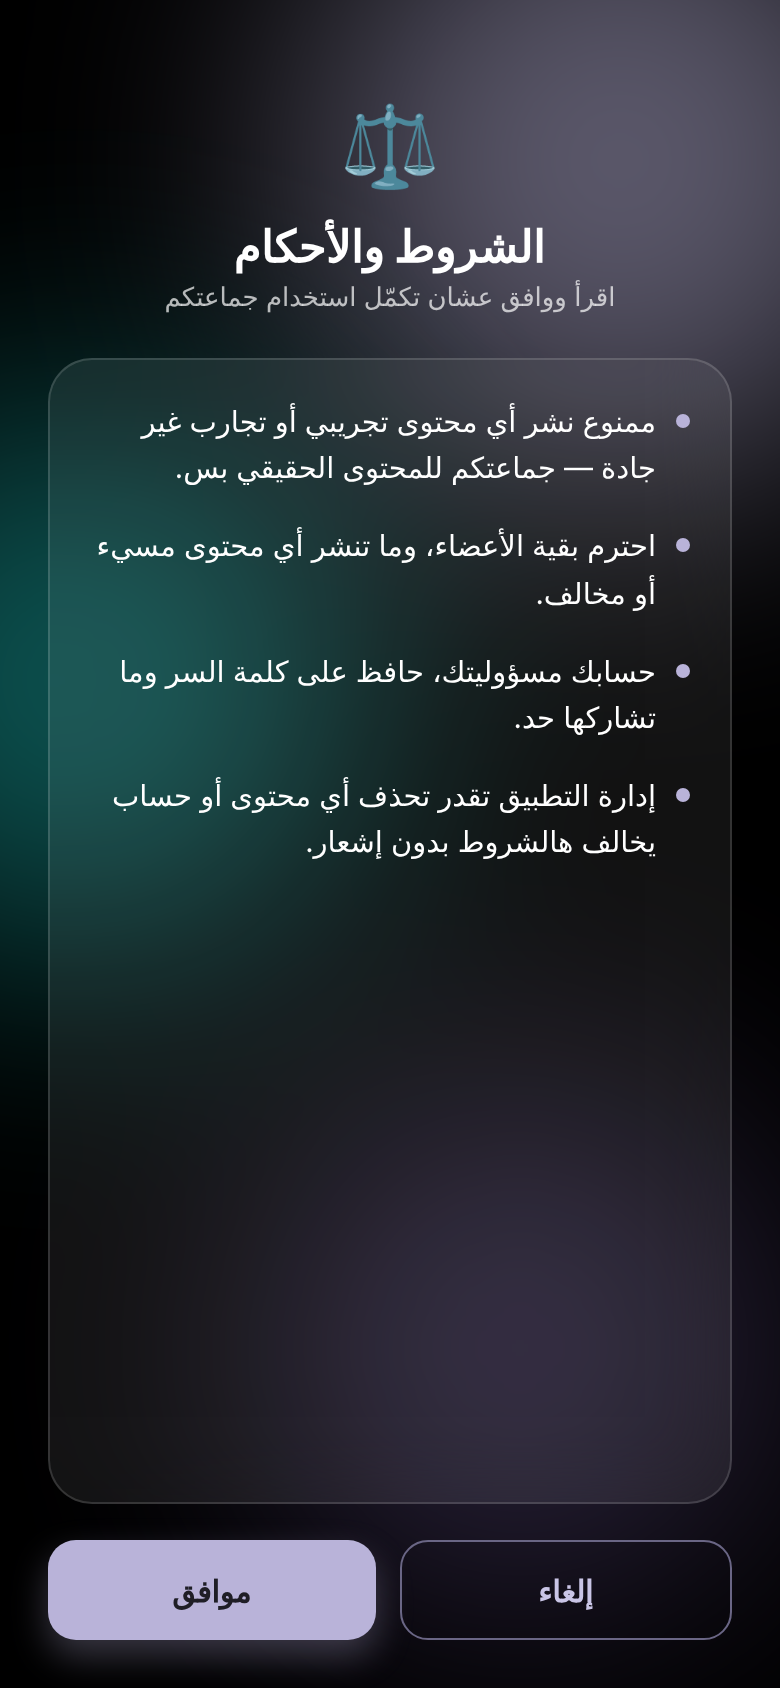 الشروط والأحكام
اقرأ ووافق عشان تكمّل استخدام جماعتكم
ممنوع نشر أي محتوى تجريبي أو تجارب غير
جادة — جماعتكم للمحتوى الحقيقي بس.
احترم بقية الأعضاء، وما تنشر أي محتوى مسيء
أو مخالف.
حسابك مسؤوليتك، حافظ على كلمة السر وما
تشاركها حد.
إدارة التطبيق تقدر تحذف أي محتوى أو حساب
يخالف هالشروط بدون إشعار.
إلغاء
موافق